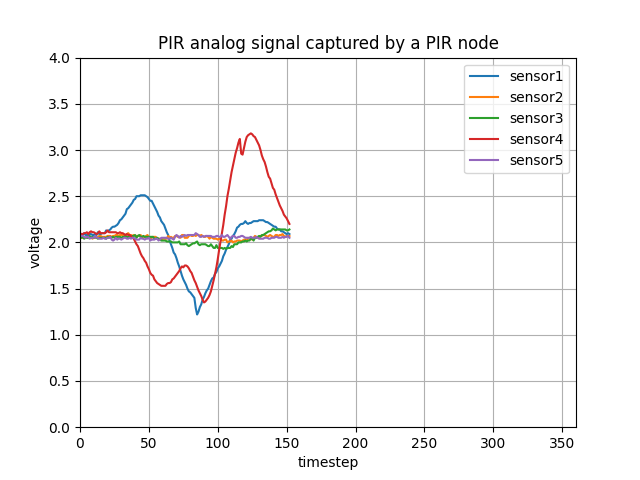 PIR analog signal captured by a PIR node
4.0
3.5
3.0
2.5
2.0
1.5
1.0
0.5
0.0
voltage
0 50 100 150 200 250 300 350
timestep
sensor1
sensor2
sensor3
sensor4
sensor5